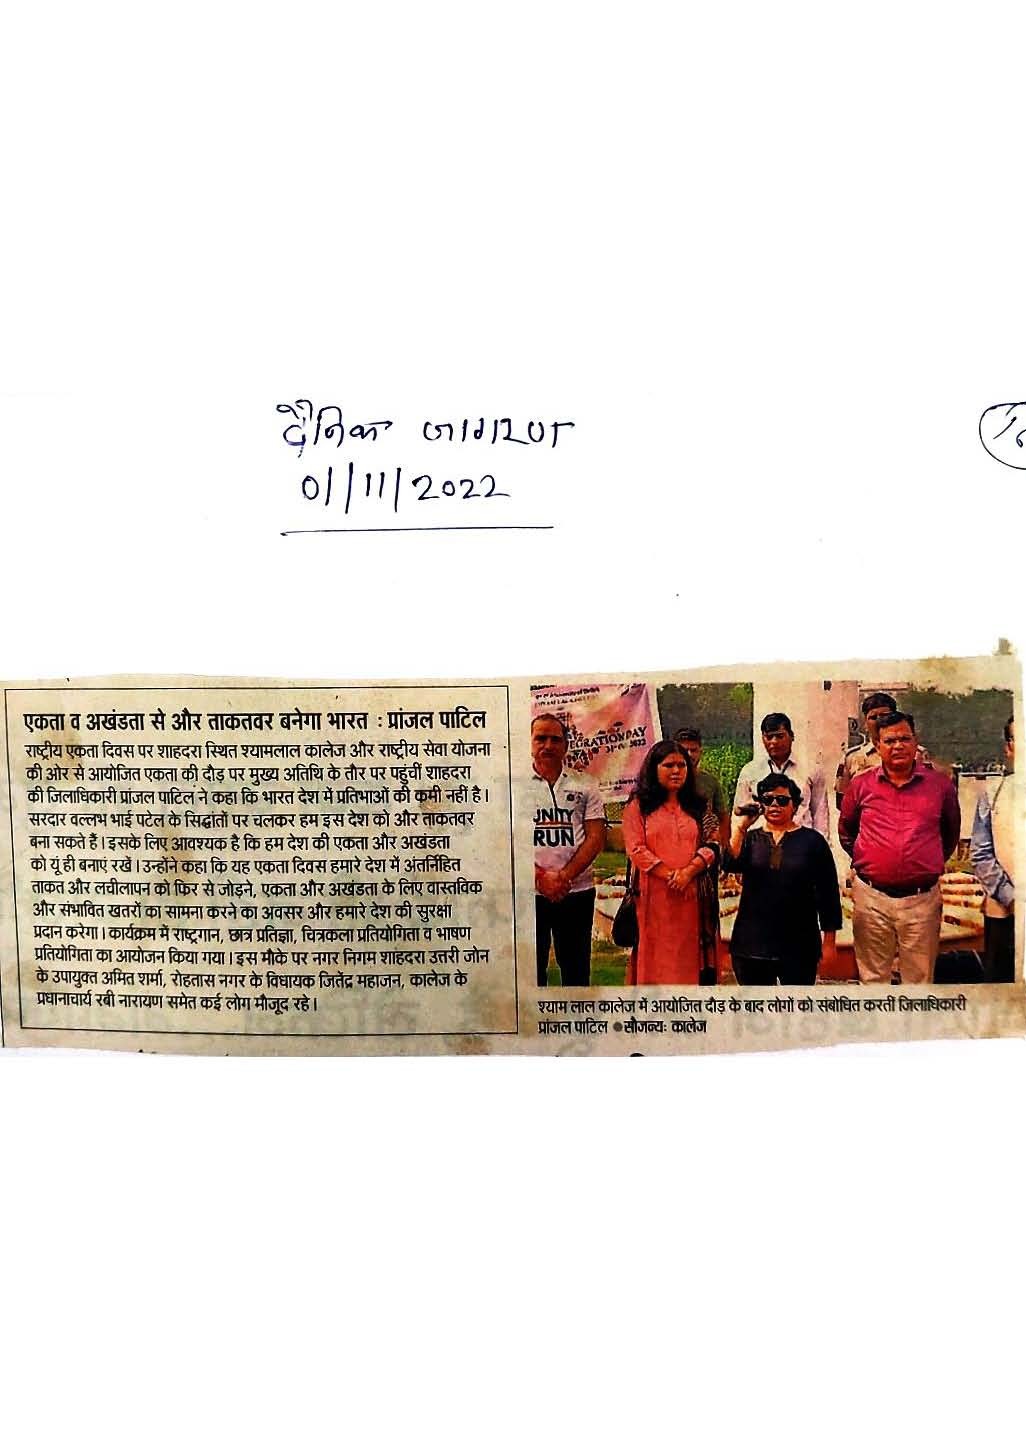 दैनिक जागरण
01/11/2022
एकता व अखंडता से और ताकतवर बनेगा भारत : प्रांजल पाटिल
राष्ट्रीय एकता दिवस पर शाहदरा स्थित श्यामलाल कालेज और राष्ट्रीय सेवा योजना
की ओर से आयोजित एकता की दौड़ पर मुख्य अतिथि के तौर पर पहुंचीं शाहदरा
की जिलाधिकारी प्रांजल पाटिल ने कहा कि भारत देश में प्रतिभाओं की कमी नहीं है।
सरदार वल्लभ भाई पटेल के सिद्धांतों पर चलकर हम इस देश को और ताकतवर
बना सकते हैं। इसके लिए आवश्यक है कि हम देश की एकता और अखंडता
को यूं ही बनाएं रखें। उन्होंने कहा कि यह एकता दिवस हमारे देश में अंतर्निहित
ताकत और लचीलापन को फिर से जोड़ने, एकता और अखंडता के लिए वास्तविक
और संभावित खतरों का सामना करने का अवसर और हमारे देश की सुरक्षा
प्रदान करेगा। कार्यक्रम में राष्ट्रगान, छात्र प्रतिज्ञा, चित्रकला प्रतियोगिता व भाषण
प्रतियोगिता का आयोजन किया गया। इस मौके पर नगर निगम शाहदरा उत्तरी जोन
के उपायुक्त अमित शर्मा, रोहतास नगर के विधायक जितेंद्र महाजन, कालेज के
प्रधानाचार्य रबी नारायण समेत कई लोग मौजूद रहे।
EGRATION DAY
UNITY
RUN
श्याम लाल कालेज में आयोजित दौड़ के बाद लोगों को संबोधित करतीं जिलाधिकारी
प्रांजल पाटिल ● सौजन्य: कालेज